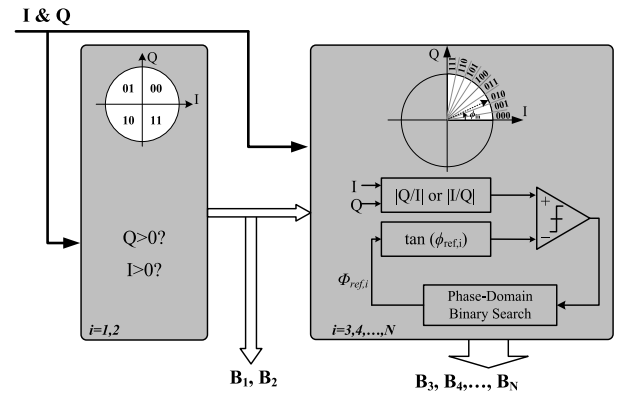 I & Q
Q
01 00
I
10 11
Q>0?
I>0?
i=1,2
B1, B2
Q
111
110
101
100
011
010
001
000
I
ϕin
I
Q
|Q/I| or |I/Q|
+
−
tan (ϕref,i)
Φref,i
Phase-Domain
Binary Search
i=3,4,…,N
B3, B4,…, BN